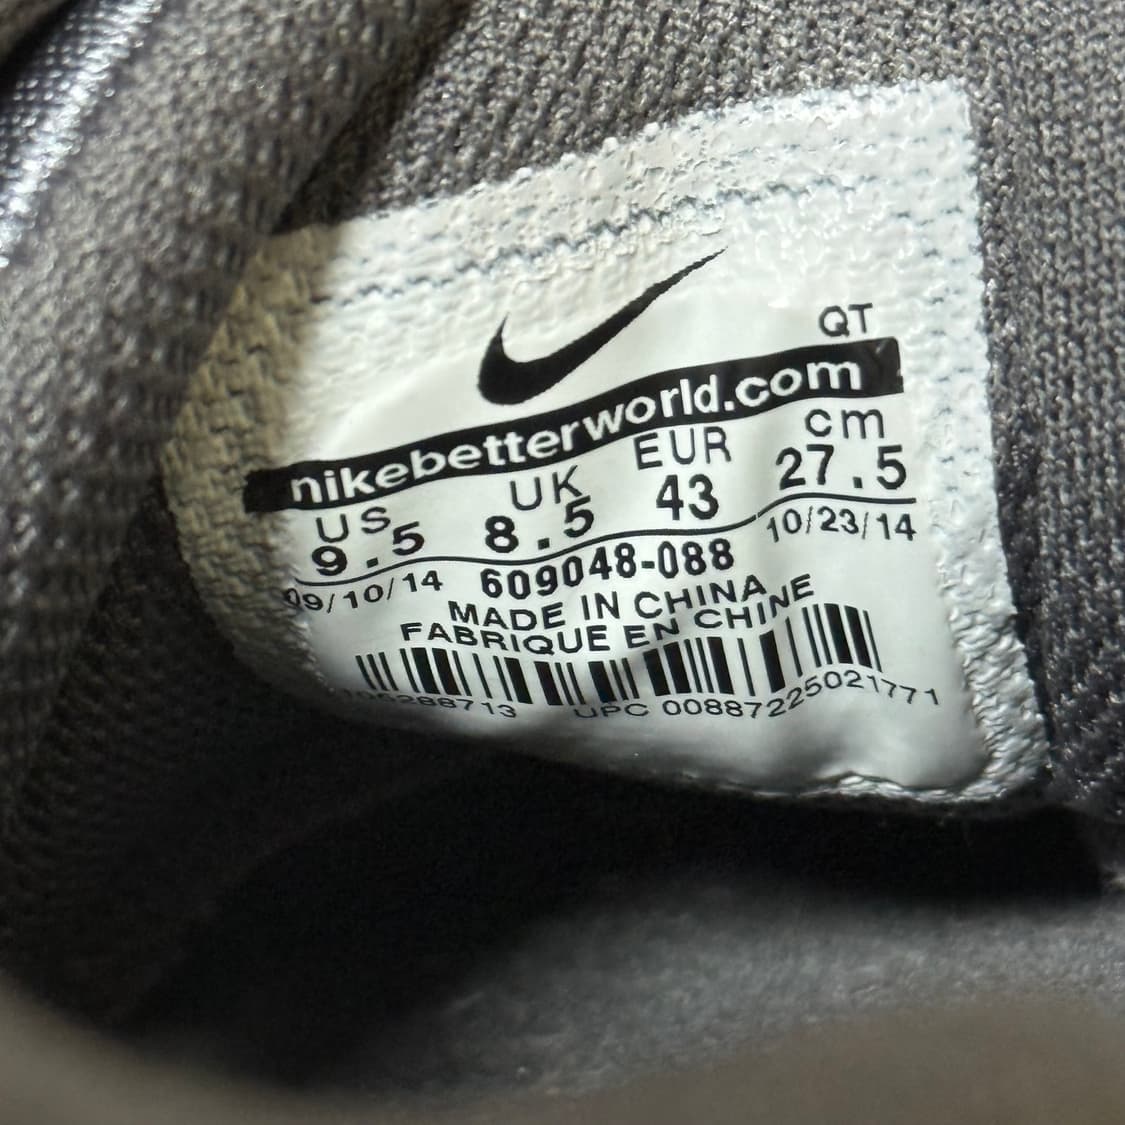 QT
nikebetterworld.com
US UK EUR cm
9.5 8.5 43 27.5
09/10/14 609048-088 10/23/14
MADE IN CHINA
FABRIQUE EN CHINE
UPC 00887225021771